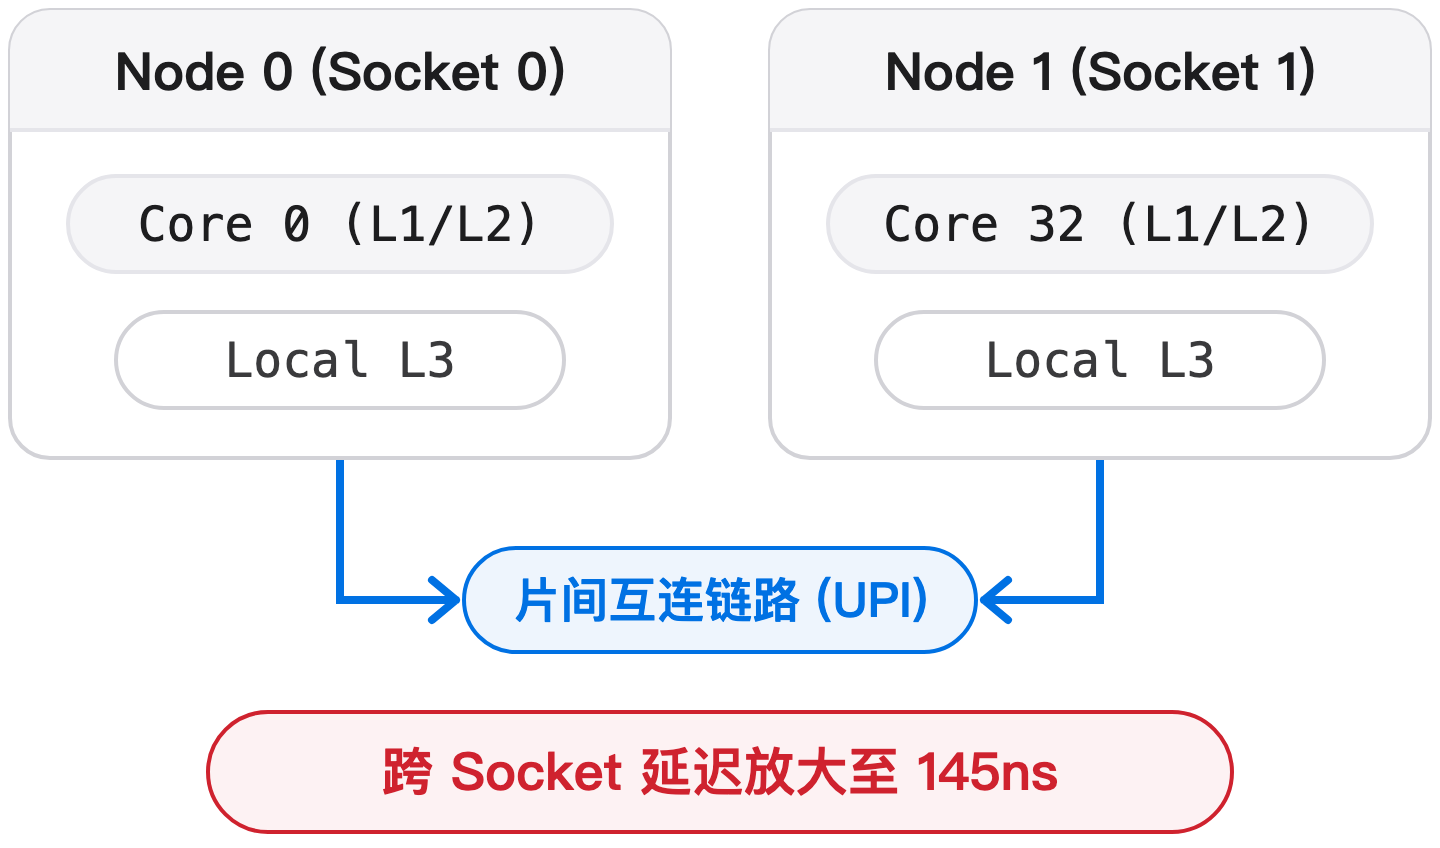 Node 0 (Socket 0)
Core 0 (L1/L2)
Local L3
Node 1 (Socket 1)
Core 32 (L1/L2)
Local L3
片间互连链路 (UPI)
跨 Socket 延迟放大至 145ns